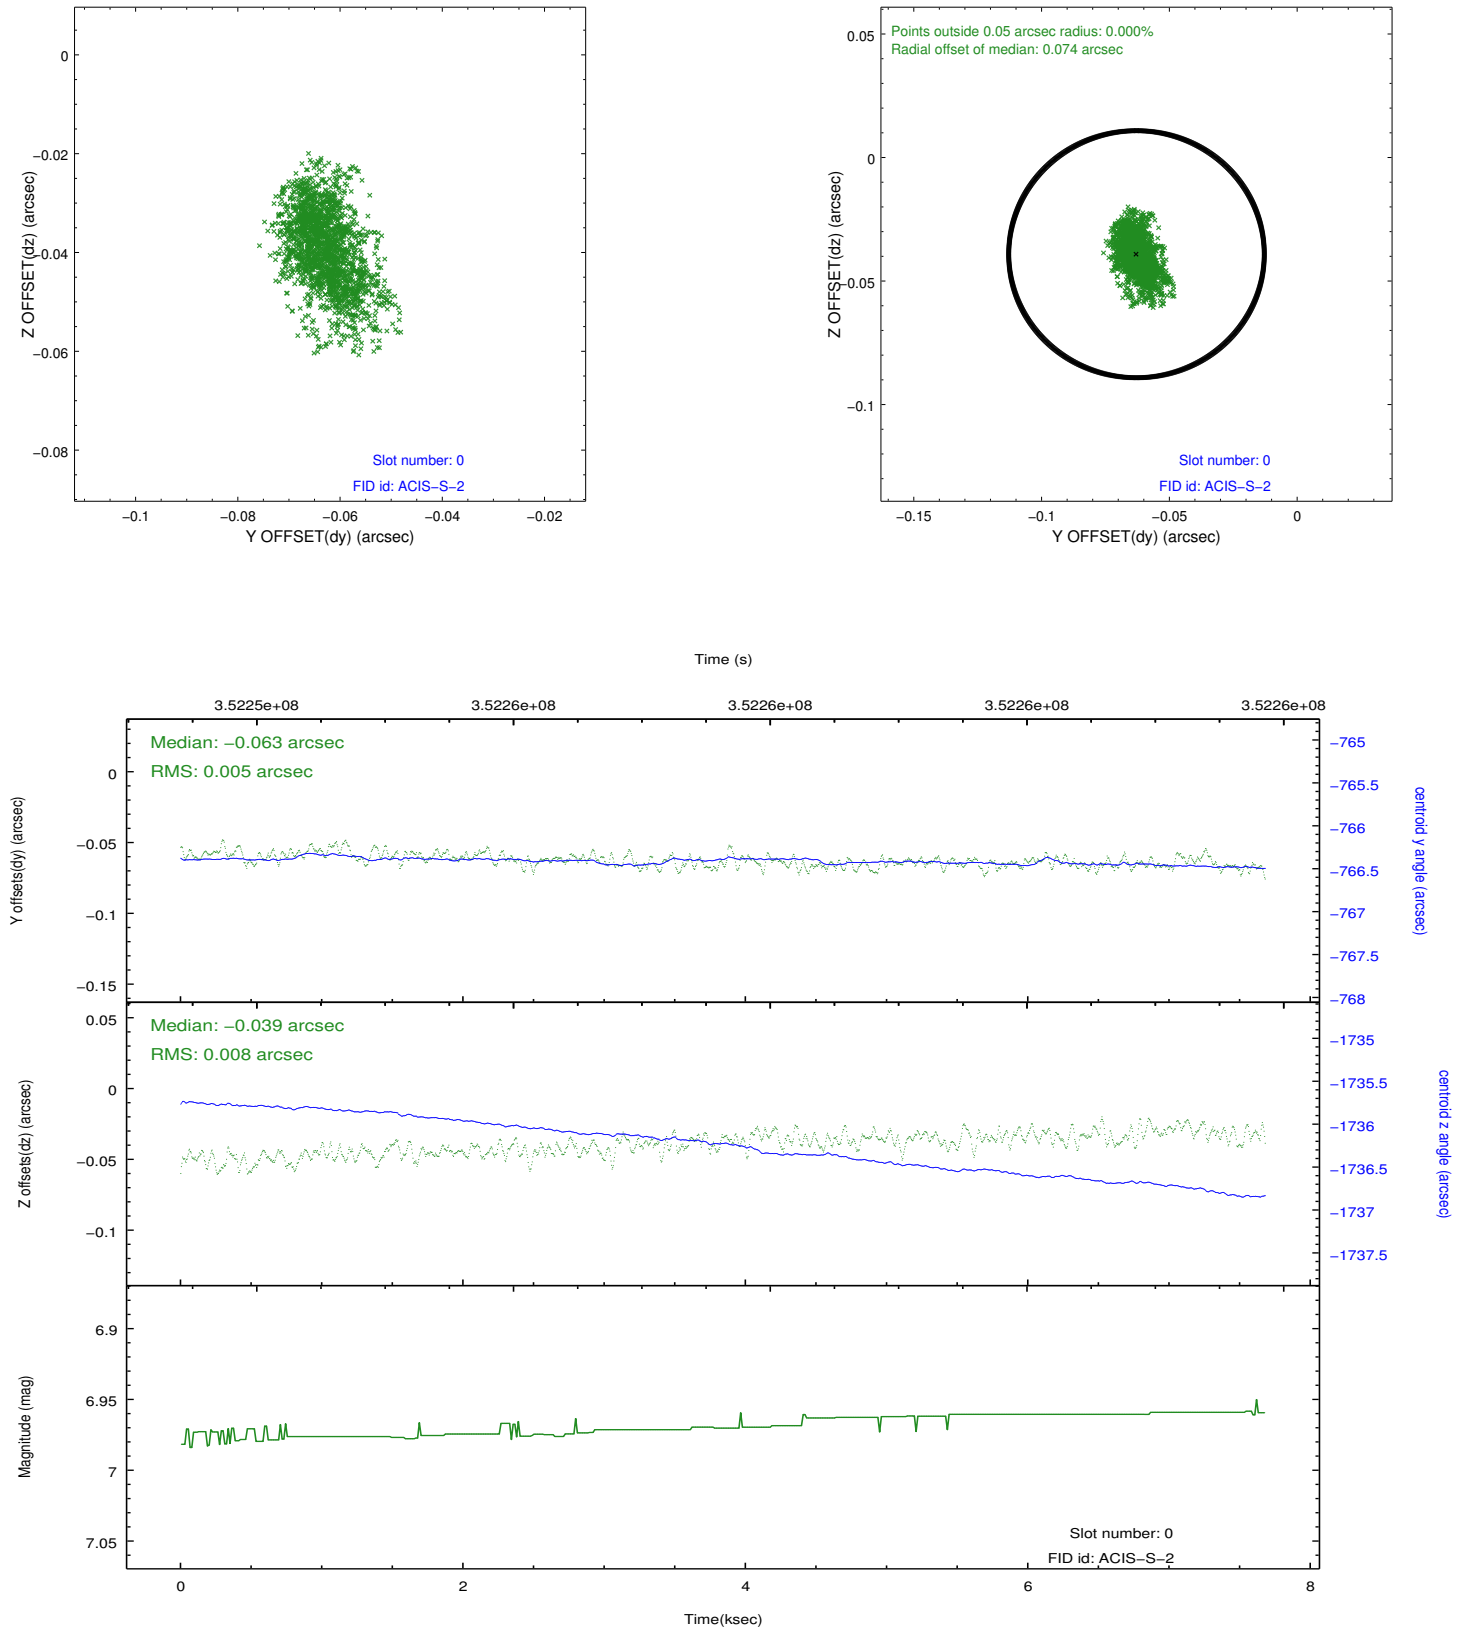 0
−0.02
−0.04
−0.06
−0.08
Z OFFSET(dz) (arcsec)
Slot number: 0
FID id: ACIS−S−2
−0.1
−0.08
−0.06
−0.04
−0.02
Y OFFSET(dy) (arcsec)
Points outside 0.05 arcsec radius: 0.000%
Radial offset of median: 0.074 arcsec
0.05
0
−0.05
−0.1
Z OFFSET(dz) (arcsec)
Slot number: 0
FID id: ACIS−S−2
−0.15
−0.1
−0.05
0
Y OFFSET(dy) (arcsec)
Time (s)
3.5225e+08
3.5226e+08
3.5226e+08
3.5226e+08
3.5226e+08
Median: −0.063 arcsec
RMS: 0.005 arcsec
0
−0.05
−0.1
−0.15
Y offsets(dy) (arcsec)
−765
−765.5
−766
−766.5
−767
−767.5
−768
centroid y angle (arcsec)
Median: −0.039 arcsec
RMS: 0.008 arcsec
0.05
0
−0.05
−0.1
Z offsets(dz) (arcsec)
−1735
−1735.5
−1736
−1736.5
−1737
−1737.5
centroid z angle (arcsec)
6.9
6.95
7
7.05
Magnitude (mag)
Slot number: 0
FID id: ACIS−S−2
0
2
4
6
8
Time(ksec)